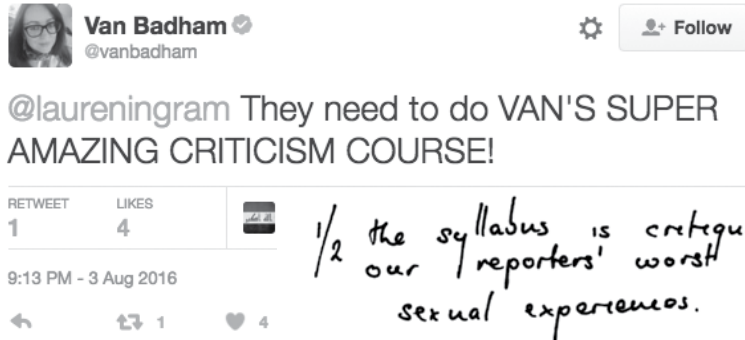 Van Badham
@vanbadham
Follow
@laureningram They need to do VAN'S SUPER
AMAZING CRITICISM COURSE!
RETWEET LIKES
1 4
1/2 the syllabus is critiqu
our reporters' worst
sexual experiences.
9:13 PM - 3 Aug 2016
1 4